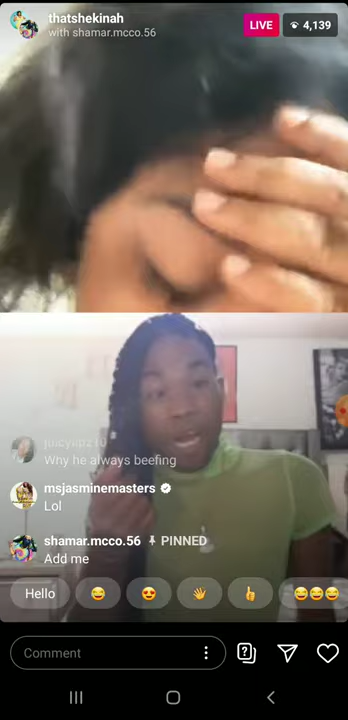 thatshekinah
with shamar.mcco.56
LIVE
4,139
juicylipz10
Why he always beefing
msjasminemasters
Lol
shamar.mcco.56 PINNED
Add me
Hello 😂 😍 👋 👍 😂😂😂
Comment